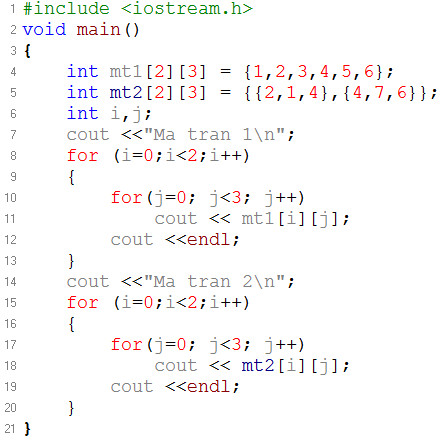 1 #include <iostream.h>
2 void main()
3 {
4     int mt1[2][3] = {1,2,3,4,5,6};
5     int mt2[2][3] = {{2,1,4},{4,7,6}};
6     int i,j;
7     cout <<"Ma tran 1\n";
8     for (i=0;i<2;i++)
9     {
10         for(j=0; j<3; j++)
11             cout << mt1[i][j];
12         cout <<endl;
13     }
14     cout <<"Ma tran 2\n";
15     for (i=0;i<2;i++)
16     {
17         for(j=0; j<3; j++)
18             cout << mt2[i][j];
19         cout <<endl;
20     }
21 }